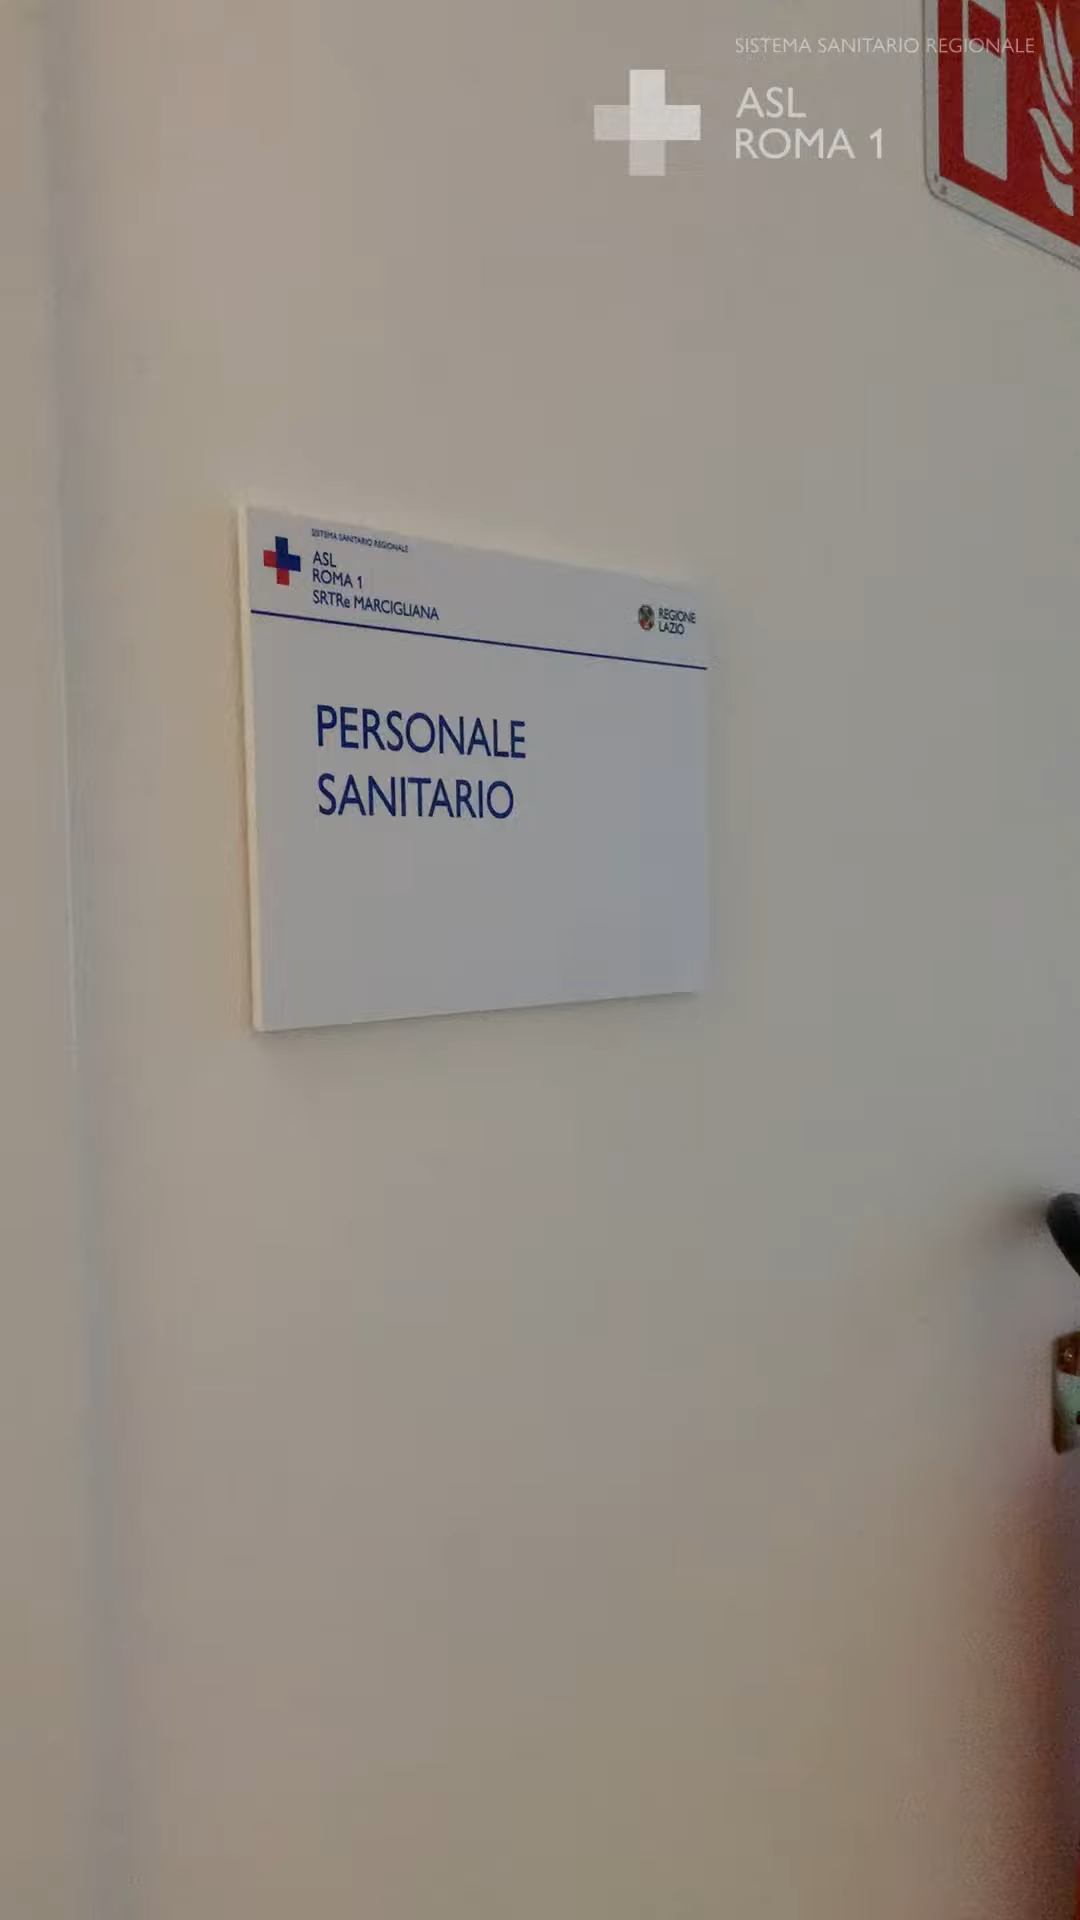 SISTEMA SANITARIO REGIONALE
ASL
ROMA 1
SISTEMA SANITARIO REGIONALE
ASL
ROMA 1
SRTRe MARCIGLIANA
REGIONE
LAZIO
PERSONALE
SANITARIO